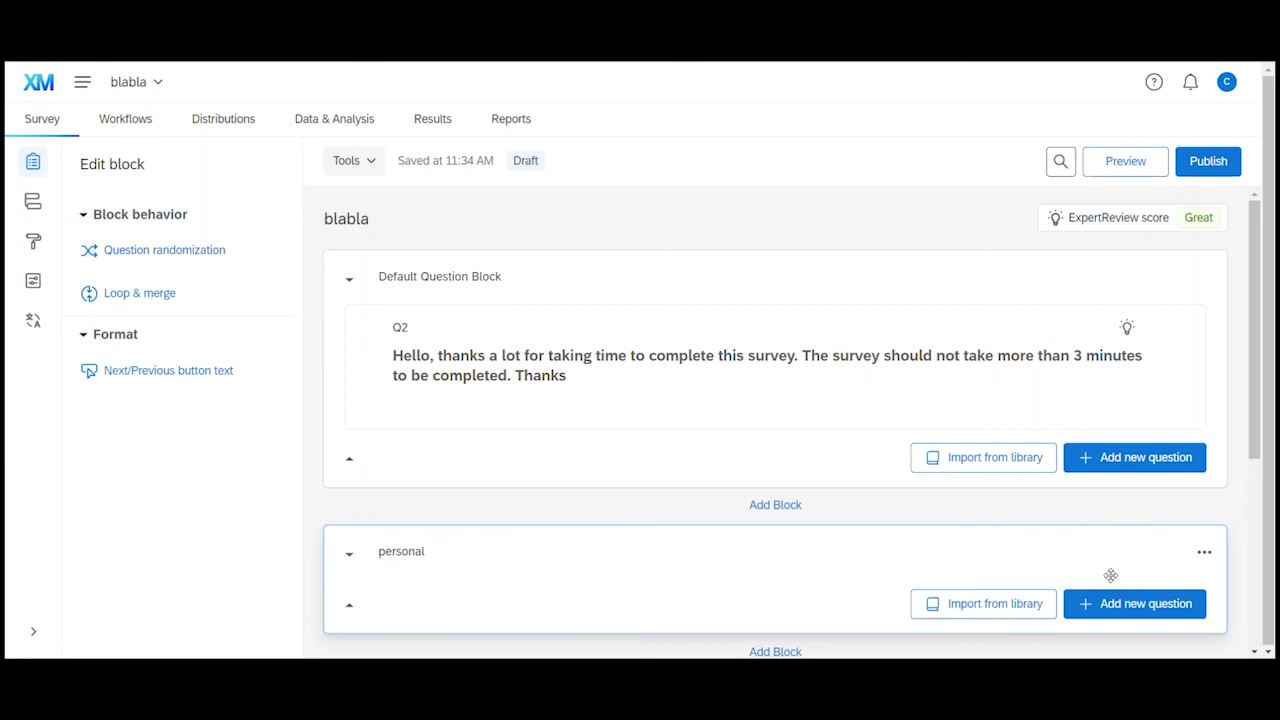 XM blabla C
Survey Workflows Distributions Data & Analysis Results Reports
Edit block
Block behavior
Question randomization
Loop & merge
Format
Next/Previous button text
Tools Saved at 11:34 AM Draft Preview Publish
blabla ExpertReview score Great
Default Question Block
Q2
Hello, thanks a lot for taking time to complete this survey. The survey should not take more than 3 minutes
to be completed. Thanks
Import from library + Add new question
Add Block
personal
Import from library + Add new question
Add Block